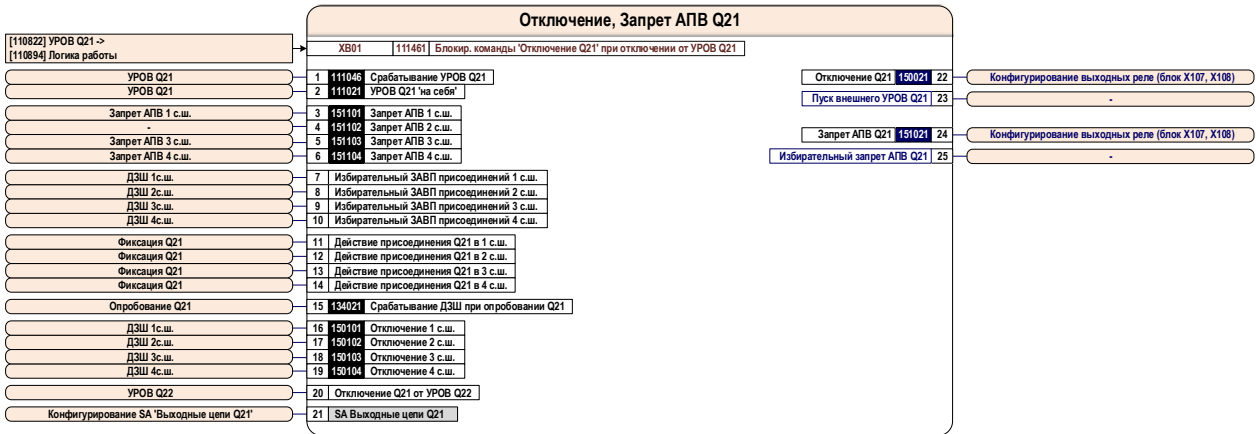 Отключение, Запрет АПВ Q21
[110822] УРОВ Q21 ->
[110894] Логика работы
XB01 111461 Блокир. команды 'Отключение Q21' при отключении от УРОВ Q21
УРОВ Q21 1 111046 Срабатывание УРОВ Q21
УРОВ Q21 2 111021 УРОВ Q21 'на себя'
Запрет АПВ 1 с.ш. 3 151101 Запрет АПВ 1 с.ш.
- 4 151102 Запрет АПВ 2 с.ш.
Запрет АПВ 3 с.ш. 5 151103 Запрет АПВ 3 с.ш.
Запрет АПВ 4 с.ш. 6 151104 Запрет АПВ 4 с.ш.
ДЗШ 1с.ш. 7 Избирательный ЗАВП присоединений 1 с.ш.
ДЗШ 2с.ш. 8 Избирательный ЗАВП присоединений 2 с.ш.
ДЗШ 3с.ш. 9 Избирательный ЗАВП присоединений 3 с.ш.
ДЗШ 4с.ш. 10 Избирательный ЗАВП присоединений 4 с.ш.
Фиксация Q21 11 Действие присоединения Q21 в 1 с.ш.
Фиксация Q21 12 Действие присоединения Q21 в 2 с.ш.
Фиксация Q21 13 Действие присоединения Q21 в 3 с.ш.
Фиксация Q21 14 Действие присоединения Q21 в 4 с.ш.
Опробование Q21 15 134021 Срабатывание ДЗШ при опробовании Q21
ДЗШ 1с.ш. 16 150101 Отключение 1 с.ш.
ДЗШ 2с.ш. 17 150102 Отключение 2 с.ш.
ДЗШ 3с.ш. 18 150103 Отключение 3 с.ш.
ДЗШ 4с.ш. 19 150104 Отключение 4 с.ш.
УРОВ Q22 20 Отключение Q21 от УРОВ Q22
Конфигурирование SA 'Выходные цепи Q21' 21 SA Выходные цепи Q21
Отключение Q21 150021 22 Конфигурирование выходных реле (блок X107, X108)
Пуск внешнего УРОВ Q21 23 -
Запрет АПВ Q21 151021 24 Конфигурирование выходных реле (блок X107, X108)
Избирательный запрет АПВ Q21 25 -